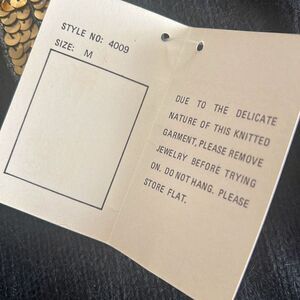 STYLE NO: 4009
SIZE: M
DUE TO THE DELICATE
NATURE OF THIS KNITTED
GARMENT, PLEASE REMOVE
JEWELRY BEFORE TRYING
ON. DO NOT HANG. PLEASE
STORE FLAT.